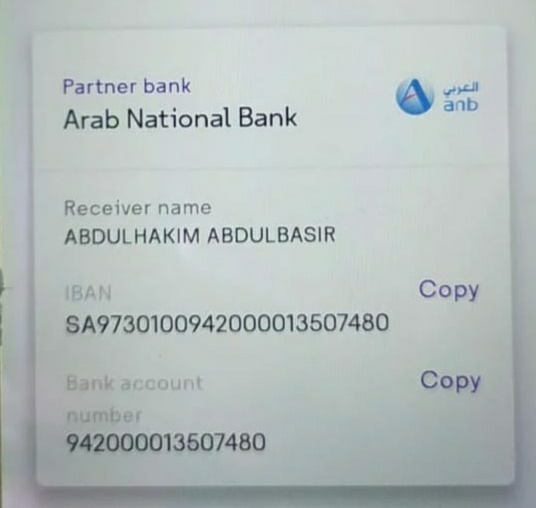 Partner bank
Arab National Bank
العربي
anb
Receiver name
ABDULHAKIM ABDULBASIR
IBAN
Copy
SA9730100942000013507480
Bank account
number
Copy
942000013507480